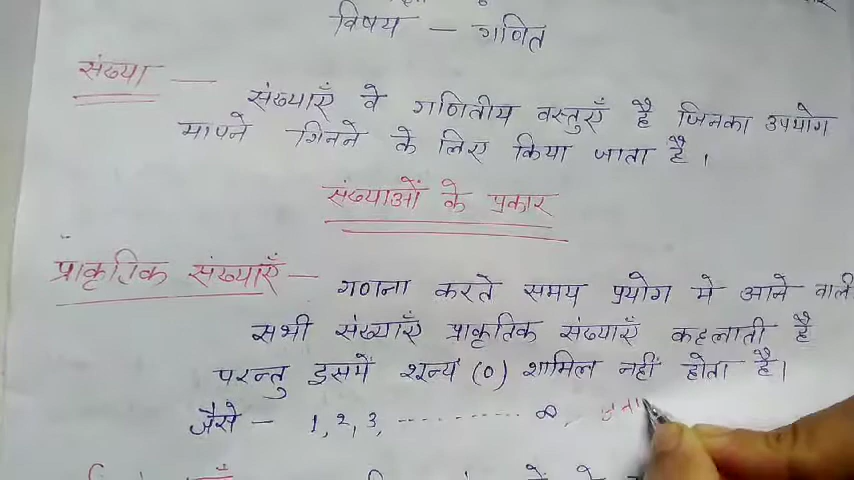 विषय — गणित
संख्या —
संख्याएँ वे गणितीय वस्तुएँ है जिनका उपयोग
मापने गिनने के लिए किया जाता है।
संख्याओं के प्रकार
प्राकृतिक संख्याएँ — गणना करते समय प्रयोग मे आने वाली
सभी संख्याएँ प्राकृतिक संख्याएँ कहलाती है
परन्तु इसमें शून्य (0) शामिल नहीं होता है।
जैसे — 1, 2, 3, ------------ ∞,